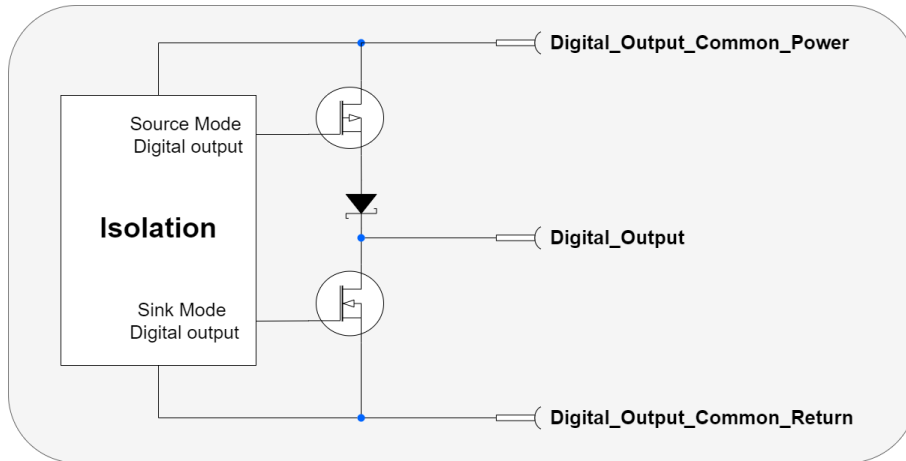 Digital_Output_Common_Power
Source Mode
Digital output
Isolation
Digital_Output
Sink Mode
Digital output
Digital_Output_Common_Return